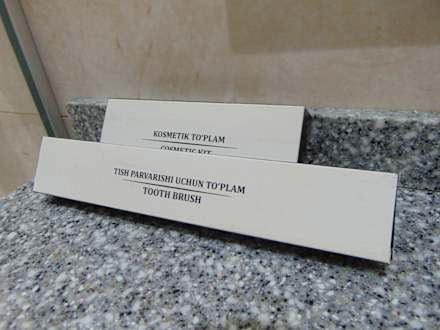 KOSMETIK TO'PLAM
COSMETIC KIT
TISH PARVARISHI UCHUN TO'PLAM
TOOTH BRUSH